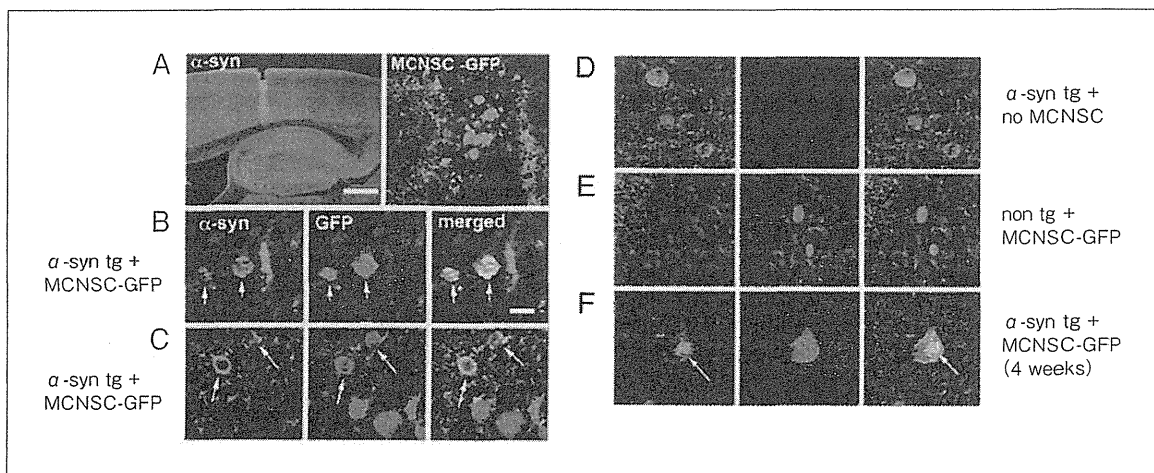 A
α-syn
MCNSC -GFP
B
α-syn
GFP
merged
α-syn tg +
MCNSC-GFP
C
α-syn tg +
MCNSC-GFP
D
α-syn tg +
no MCNSC
E
non tg +
MCNSC-GFP
F
α-syn tg +
MCNSC-GFP
(4 weeks)